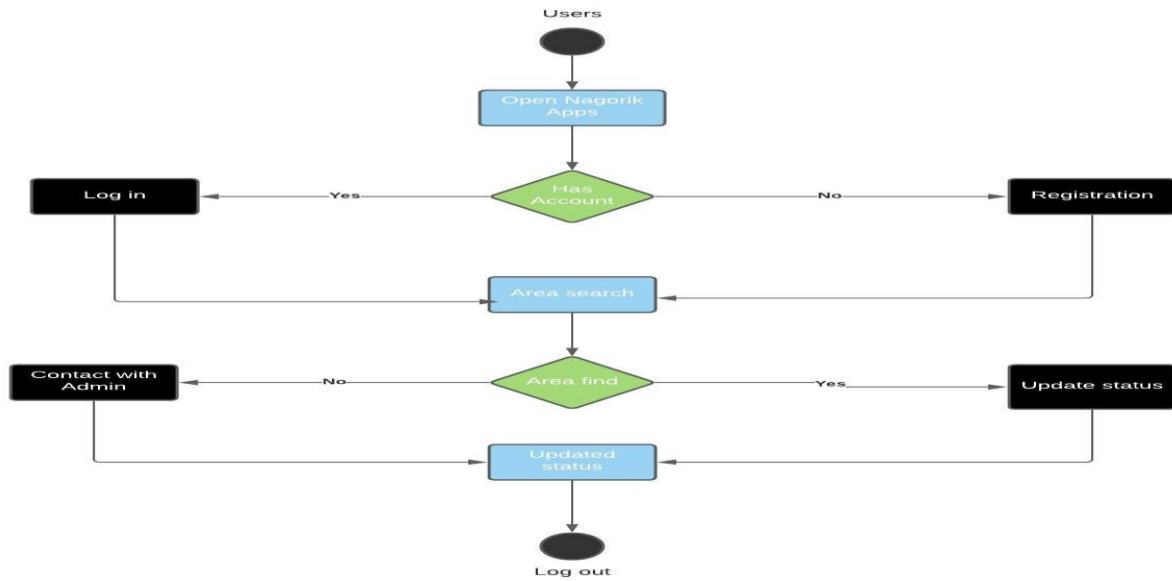 Users
Open Nagorik
Apps
Log in
Yes
Has
Account
No
Registration
Area search
Contact with
Admin
No
Area find
Yes
Update status
Updated
status
Log out